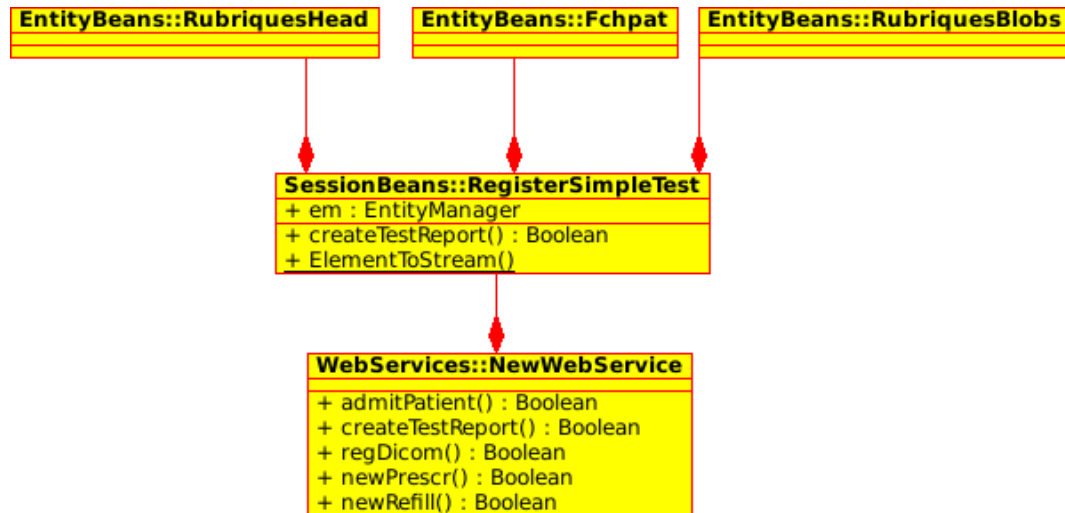 EntityBeans::RubriquesHead
EntityBeans::Fchpat
EntityBeans::RubriquesBlobs
SessionBeans::RegisterSimpleTest
+ em : EntityManager
+ createTestReport() : Boolean
+ ElementToStream()
WebServices::NewWebService
+ admitPatient() : Boolean
+ createTestReport() : Boolean
+ regDicom() : Boolean
+ newPrescr() : Boolean
+ newRefill() : Boolean